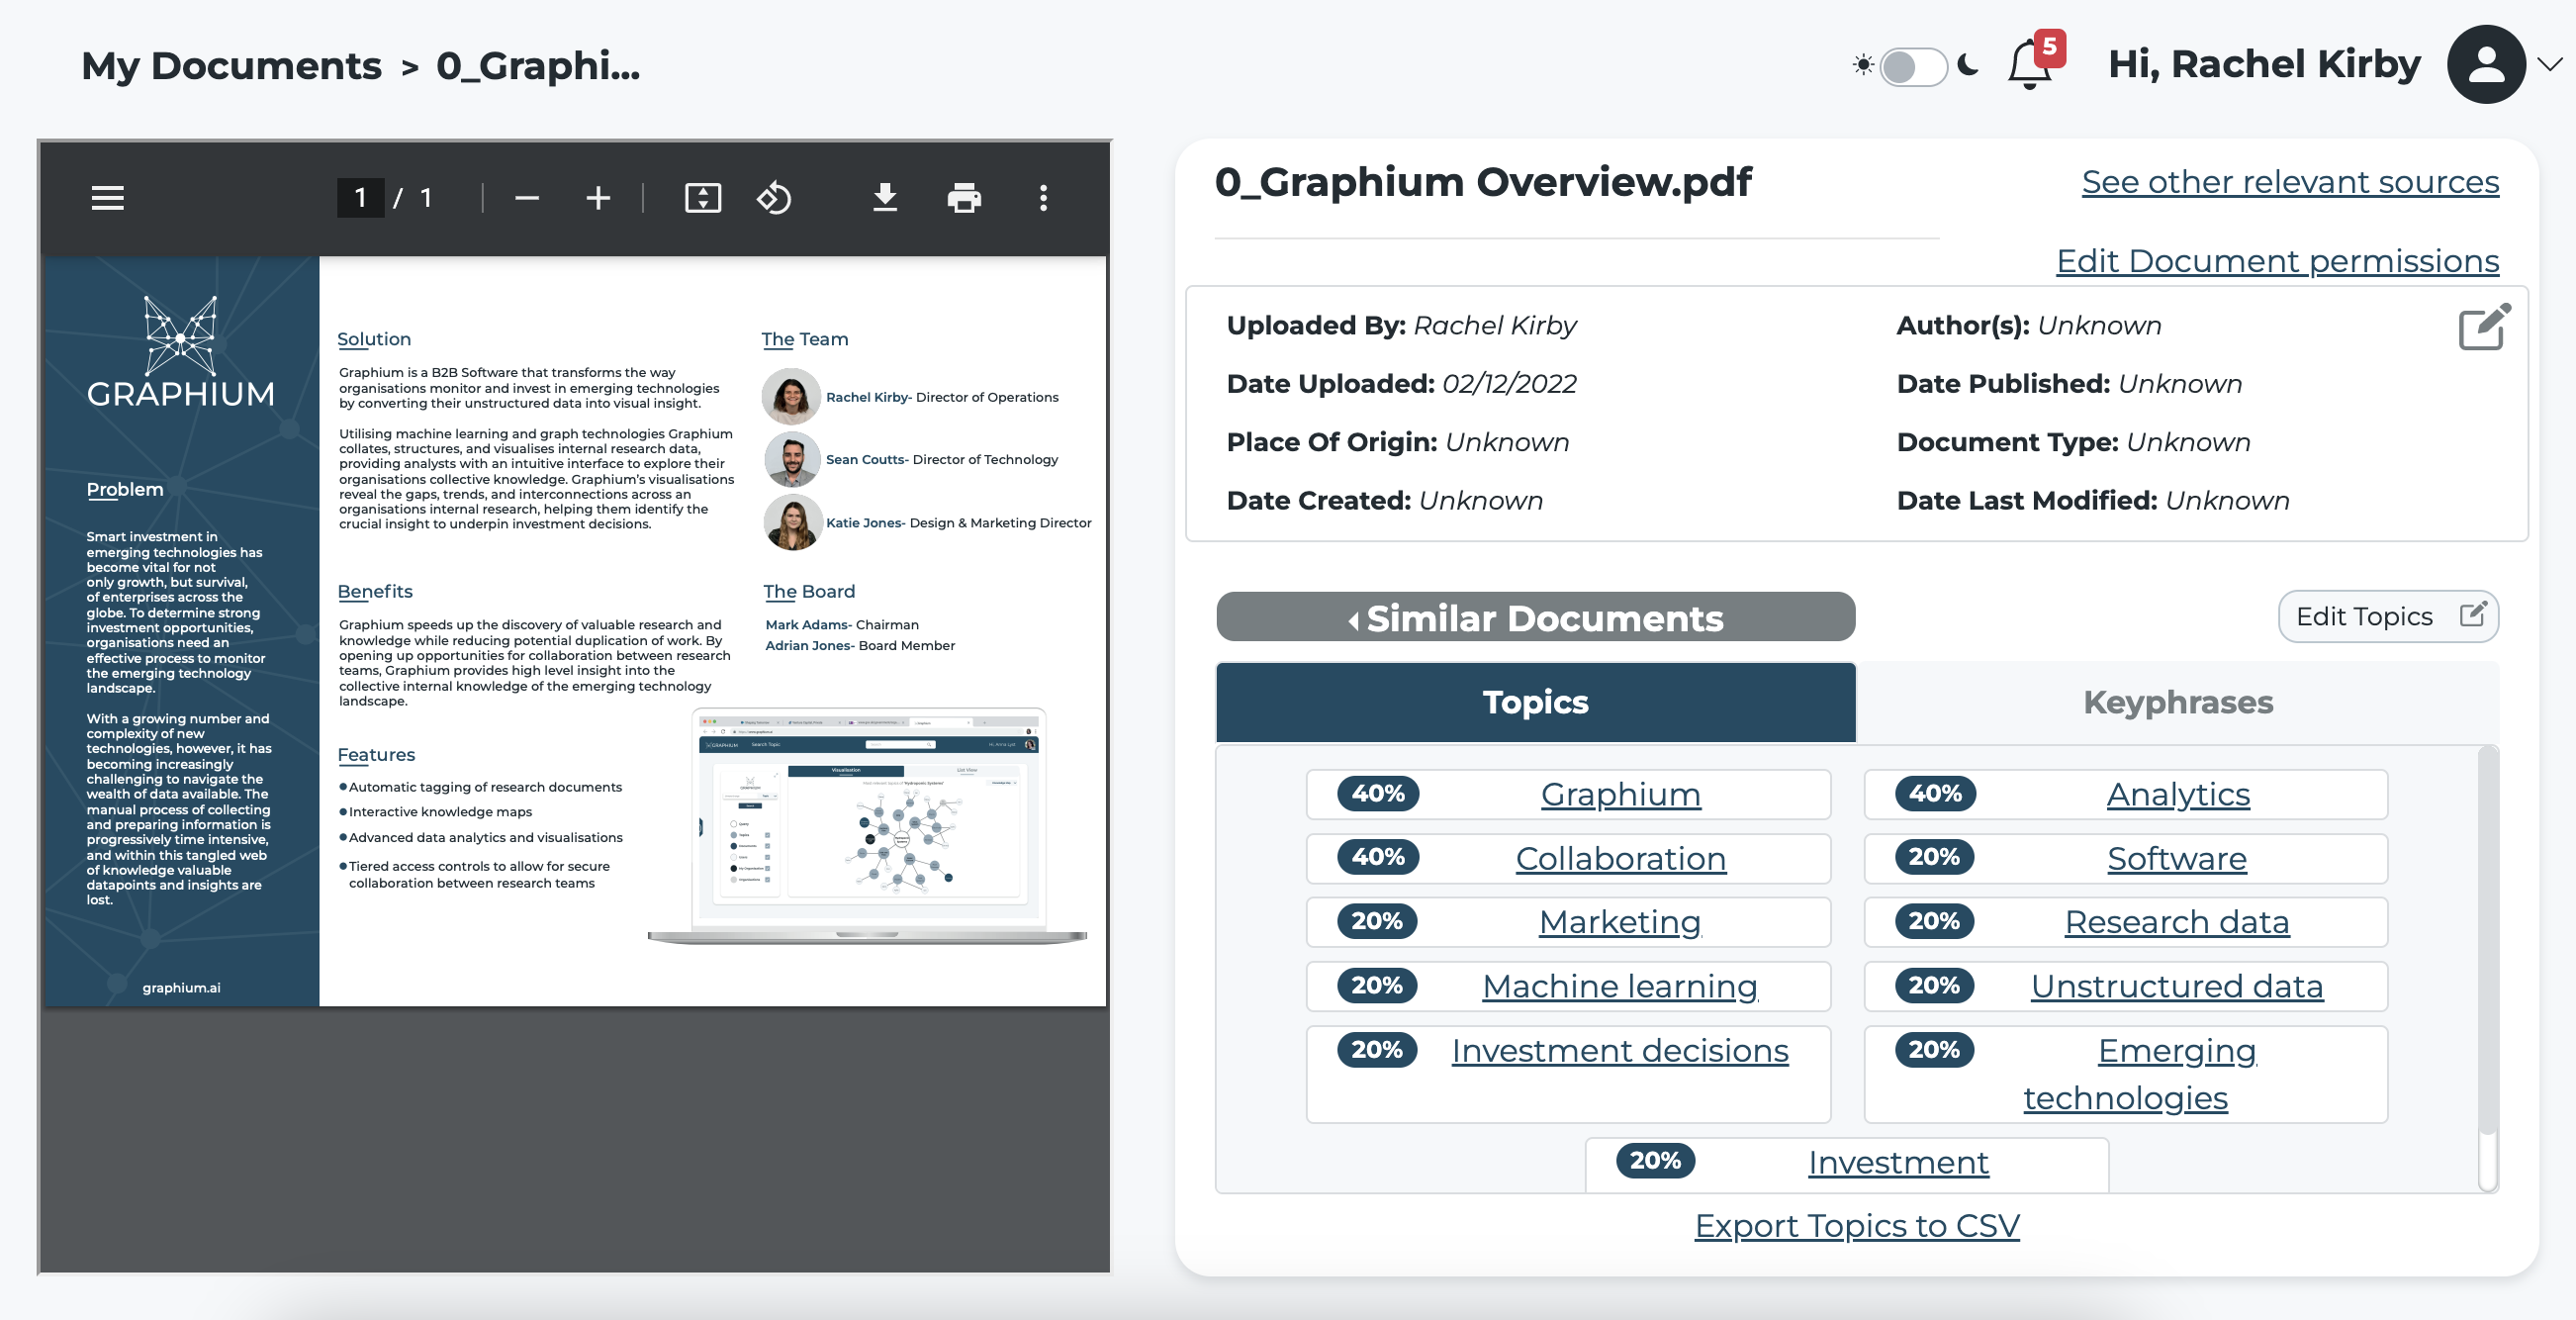 My Documents > 0_Graphi...
5
Hi, Rachel Kirby
1 / 1
GRAPHIUM
Problem
Smart investment in
emerging technologies has
become vital for not
only growth, but survival,
of enterprises across the
globe. To determine strong
investment opportunities,
organisations need an
effective process to monitor
the emerging technology
landscape.
With a growing number and
complexity of new
technologies, however, it has
becoming increasingly
challenging to navigate the
wealth of data available. The
manual process of collecting
and preparing information is
progressively time intensive,
and within this tangled web
of knowledge valuable
datapoints and insights are
lost.
graphium.ai
Solution
Graphium is a B2B Software that transforms the way
organisations monitor and invest in emerging technologies
by converting their unstructured data into visual insight.
Utilising machine learning and graph technologies Graphium
collates, structures, and visualises internal research data,
providing analysts with an intuitive interface to explore their
organisations collective knowledge. Graphium's visualisations
reveal the gaps, trends, and interconnections across an
organisations internal research, helping them identify the
crucial insight to underpin investment decisions.
Benefits
Graphium speeds up the discovery of valuable research and
knowledge while reducing potential duplication of work. By
opening up opportunities for collaboration between research
teams, Graphium provides high level insight into the
collective internal knowledge of the emerging technology
landscape.
Features
Automatic tagging of research documents
Interactive knowledge maps
Advanced data analytics and visualisations
Tiered access controls to allow for secure
collaboration between research teams
The Team
Rachel Kirby- Director of Operations
Sean Coutts- Director of Technology
Katie Jones- Design & Marketing Director
The Board
Mark Adams- Chairman
Adrian Jones- Board Member
GRAPHIUM Search Topic
Visualisation
List View
0_Graphium Overview.pdf
See other relevant sources
Edit Document permissions
Uploaded By: Rachel Kirby
Author(s): Unknown
Date Uploaded: 02/12/2022
Date Published: Unknown
Place Of Origin: Unknown
Document Type: Unknown
Date Created: Unknown
Date Last Modified: Unknown
Similar Documents
Edit Topics
Topics
Keyphrases
40% Graphium
40% Analytics
40% Collaboration
20% Software
20% Marketing
20% Research data
20% Machine learning
20% Unstructured data
20% Investment decisions
20% Emerging
technologies
20% Investment
Export Topics to CSV